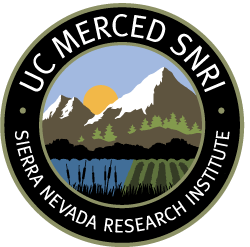 UC MERCED SNRI
SIERRA NEVADA RESEARCH INSTITUTE